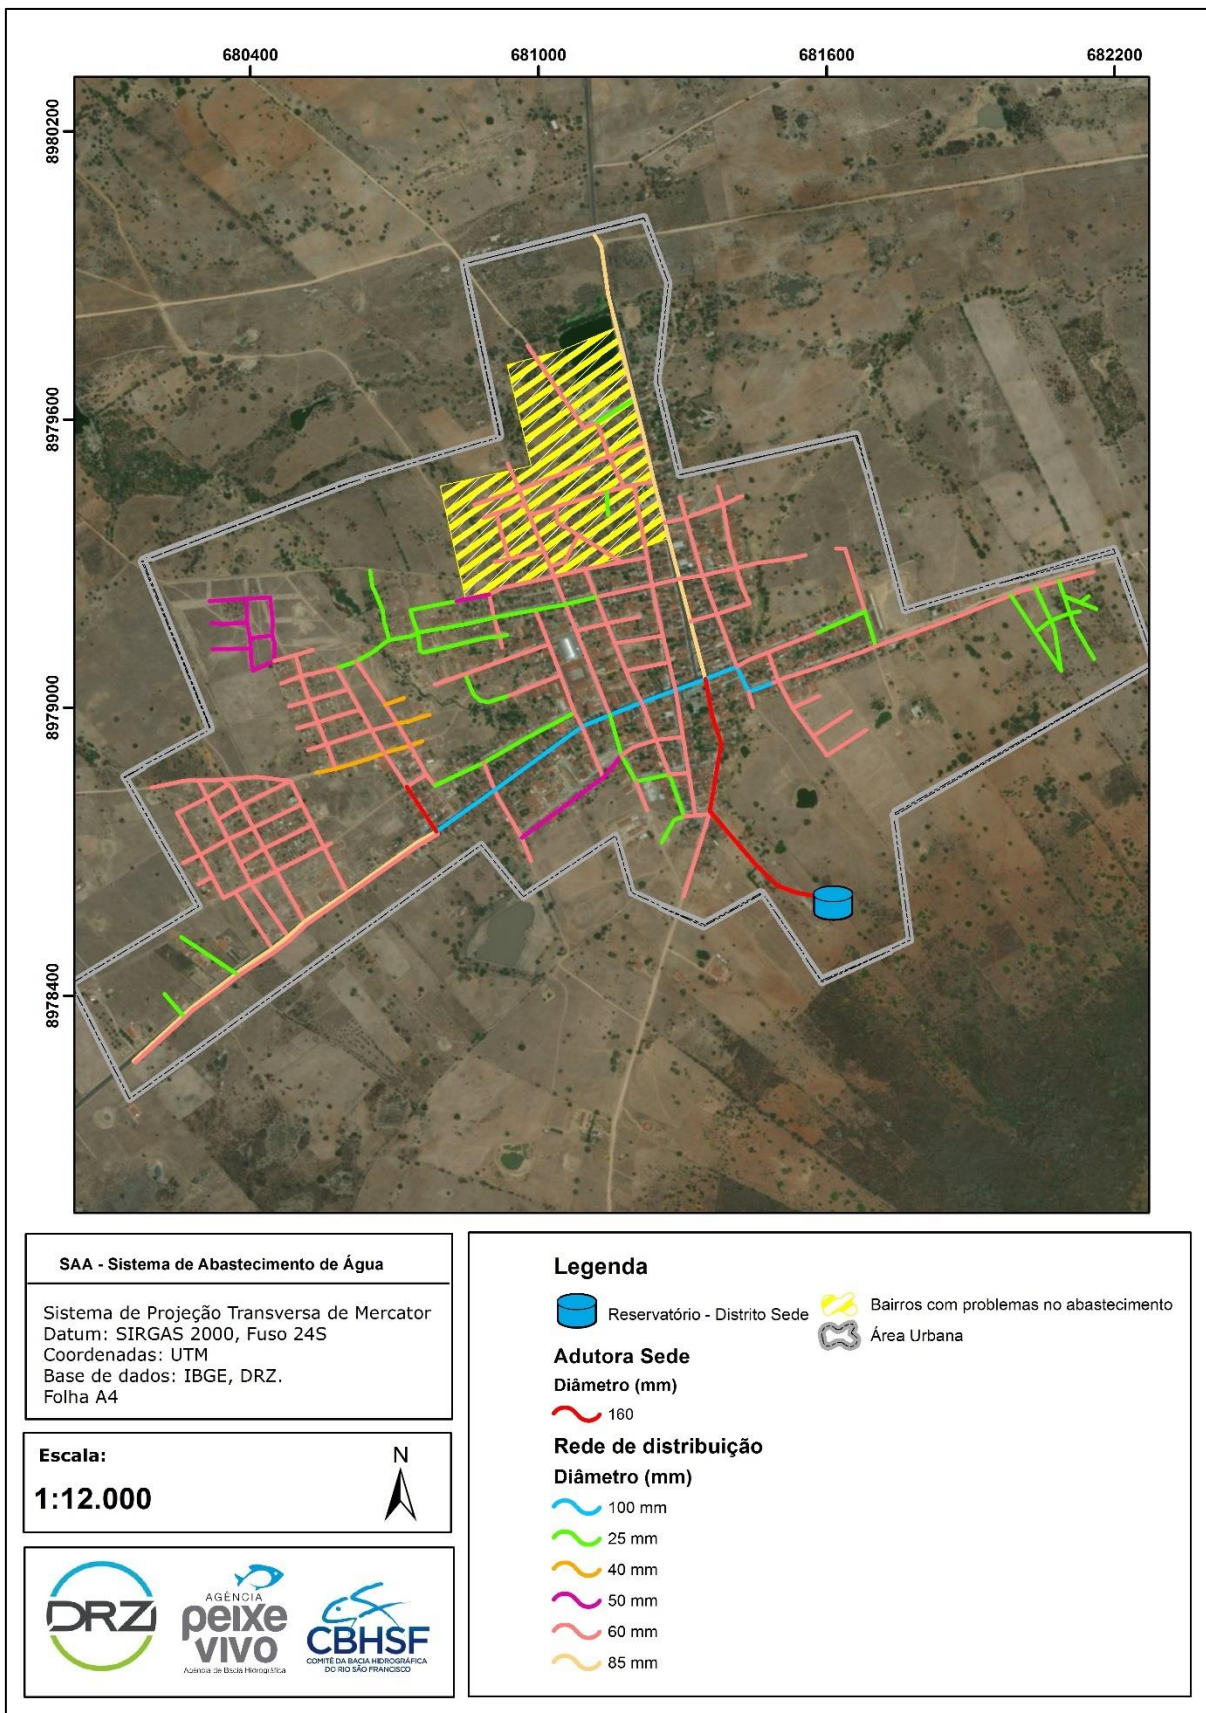 680400 681000 681600 682200
8980200
8979600
8979000
8978400
SAA - Sistema de Abastecimento de Água
Sistema de Projeção Transversa de Mercator
Datum: SIRGAS 2000, Fuso 24S
Coordenadas: UTM
Base de dados: IBGE, DRZ.
Folha A4
Escala:
1:12.000
N
DRZ
AGÊNCIA
peixe
vivo
Agência de Bacia Hidrográfica
CBHSF
COMITÊ DA BACIA HIDROGRÁFICA
DO RIO SÃO FRANCISCO
Legenda
Reservatório - Distrito Sede
Bairros com problemas no abastecimento
Área Urbana
Adutora Sede
Diâmetro (mm)
160
Rede de distribuição
Diâmetro (mm)
100 mm
25 mm
40 mm
50 mm
60 mm
85 mm